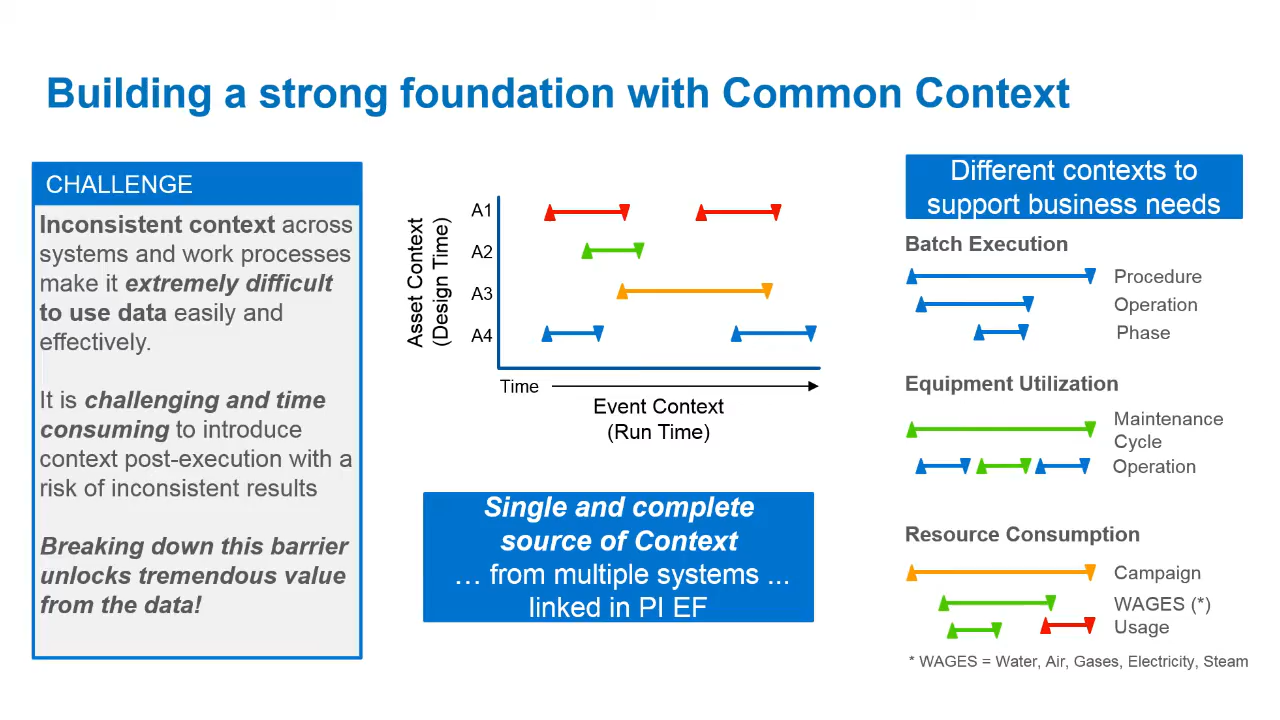 Building a strong foundation with Common Context
CHALLENGE
Inconsistent context across
systems and work processes
make it extremely difficult
to use data easily and
effectively.
It is challenging and time
consuming to introduce
context post-execution with a
risk of inconsistent results
Breaking down this barrier
unlocks tremendous value
from the data!
Asset Context
(Design Time)
A1
A2
A3
A4
Time
Event Context
(Run Time)
Single and complete
source of Context
… from multiple systems ...
linked in PI EF
Different contexts to
support business needs
Batch Execution
Procedure
Operation
Phase
Equipment Utilization
Maintenance
Cycle
Operation
Resource Consumption
Campaign
WAGES (*)
Usage
* WAGES = Water, Air, Gases, Electricity, Steam